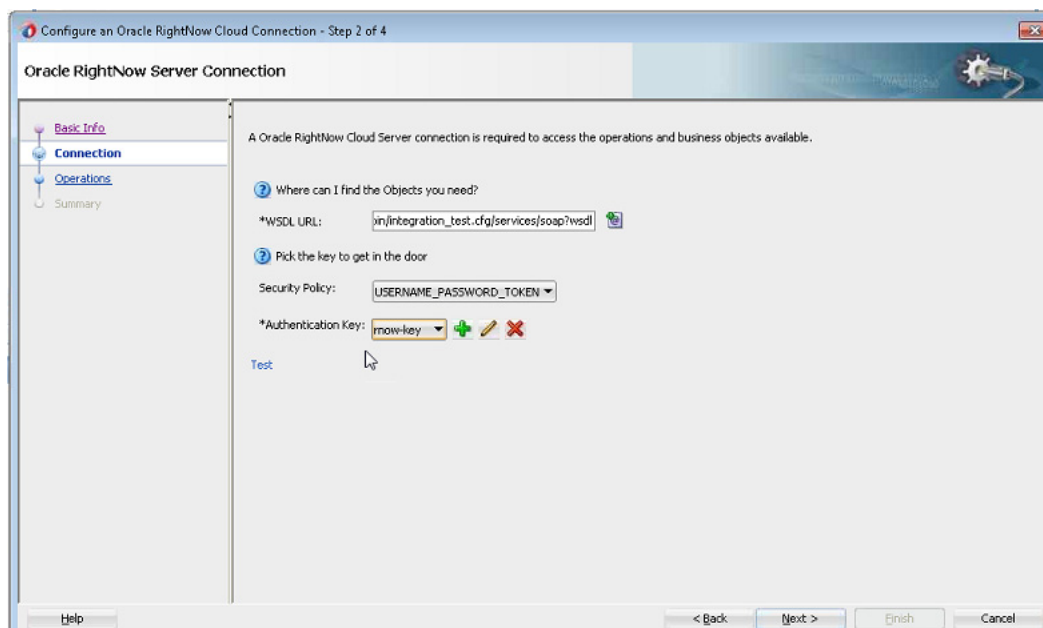 Configure an Oracle RightNow Cloud Connection - Step 2 of 4
Oracle RightNow Server Connection
Basic Info
Connection
Operations
Summary
A Oracle RightNow Cloud Server connection is required to access the operations and business objects available.
Where can I find the Objects you need?
*WSDL URL: in/integration_test.cfg/services/soap?wsdl
Pick the key to get in the door
Security Policy: USERNAME_PASSWORD_TOKEN
*Authentication Key: rnow-key
Test
Help
< Back
Next >
Finish
Cancel